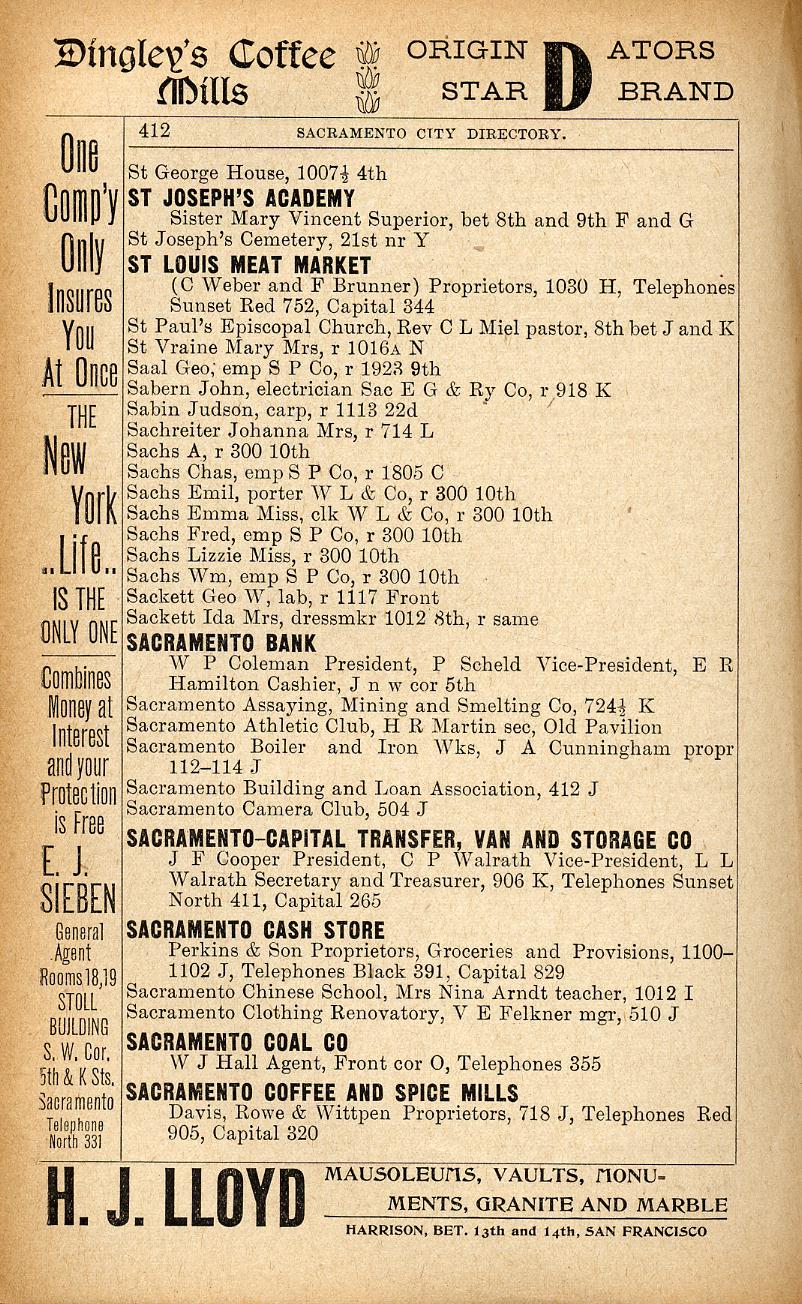 Dingley's Coffee
Mills
ORIGIN D ATORS
STAR BRAND
One
Comp'y
Only
Insures
You
At Once
THE
New
York
..Life..
IS THE
ONLY ONE
Combines
Money at
Interest
and your
Protection
is Free
E. J.
SIEBEN
General
Agent
Rooms 18,19
STOLL
BUILDING
S. W. Cor.
5th & K Sts.
Sacramento
Telephone
North 331
412 SACRAMENTO CITY DIRECTORY.
St George House, 1007½ 4th
ST JOSEPH'S ACADEMY
Sister Mary Vincent Superior, bet 8th and 9th F and G
St Joseph's Cemetery, 21st nr Y
ST LOUIS MEAT MARKET
(C Weber and F Brunner) Proprietors, 1030 H, Telephones
Sunset Red 752, Capital 344
St Paul's Episcopal Church, Rev C L Miel pastor, 8th bet J and K
St Vraine Mary Mrs, r 1016A N
Saal Geo, emp S P Co, r 1923 9th
Sabern John, electrician Sac E G & Ry Co, r 918 K
Sabin Judson, carp, r 1113 22d
Sachreiter Johanna Mrs, r 714 L
Sachs A, r 300 10th
Sachs Chas, emp S P Co, r 1805 C
Sachs Emil, porter W L & Co, r 300 10th
Sachs Emma Miss, clk W L & Co, r 300 10th
Sachs Fred, emp S P Co, r 300 10th
Sachs Lizzie Miss, r 300 10th
Sachs Wm, emp S P Co, r 300 10th
Sackett Geo W, lab, r 1117 Front
Sackett Ida Mrs, dressmkr 1012 8th, r same
SACRAMENTO BANK
W P Coleman President, P Scheld Vice-President, E R
Hamilton Cashier, J n w cor 5th
Sacramento Assaying, Mining and Smelting Co, 724½ K
Sacramento Athletic Club, H R Martin sec, Old Pavilion
Sacramento Boiler and Iron Wks, J A Cunningham propr
112–114 J
Sacramento Building and Loan Association, 412 J
Sacramento Camera Club, 504 J
SACRAMENTO–CAPITAL TRANSFER, VAN AND STORAGE CO
J F Cooper President, C P Walrath Vice-President, L L
Walrath Secretary and Treasurer, 906 K, Telephones Sunset
North 411, Capital 265
SACRAMENTO CASH STORE
Perkins & Son Proprietors, Groceries and Provisions, 1100–
1102 J, Telephones Black 391, Capital 829
Sacramento Chinese School, Mrs Nina Arndt teacher, 1012 I
Sacramento Clothing Renovatory, V E Felkner mgr, 510 J
SACRAMENTO COAL CO
W J Hall Agent, Front cor O, Telephones 355
SACRAMENTO COFFEE AND SPICE MILLS
Davis, Rowe & Wittpen Proprietors, 718 J, Telephones Red
905, Capital 320
H. J. LLOYD
MAUSOLEUMS, VAULTS, MONU-
MENTS, GRANITE AND MARBLE
HARRISON, BET. 13th and 14th, SAN FRANCISCO